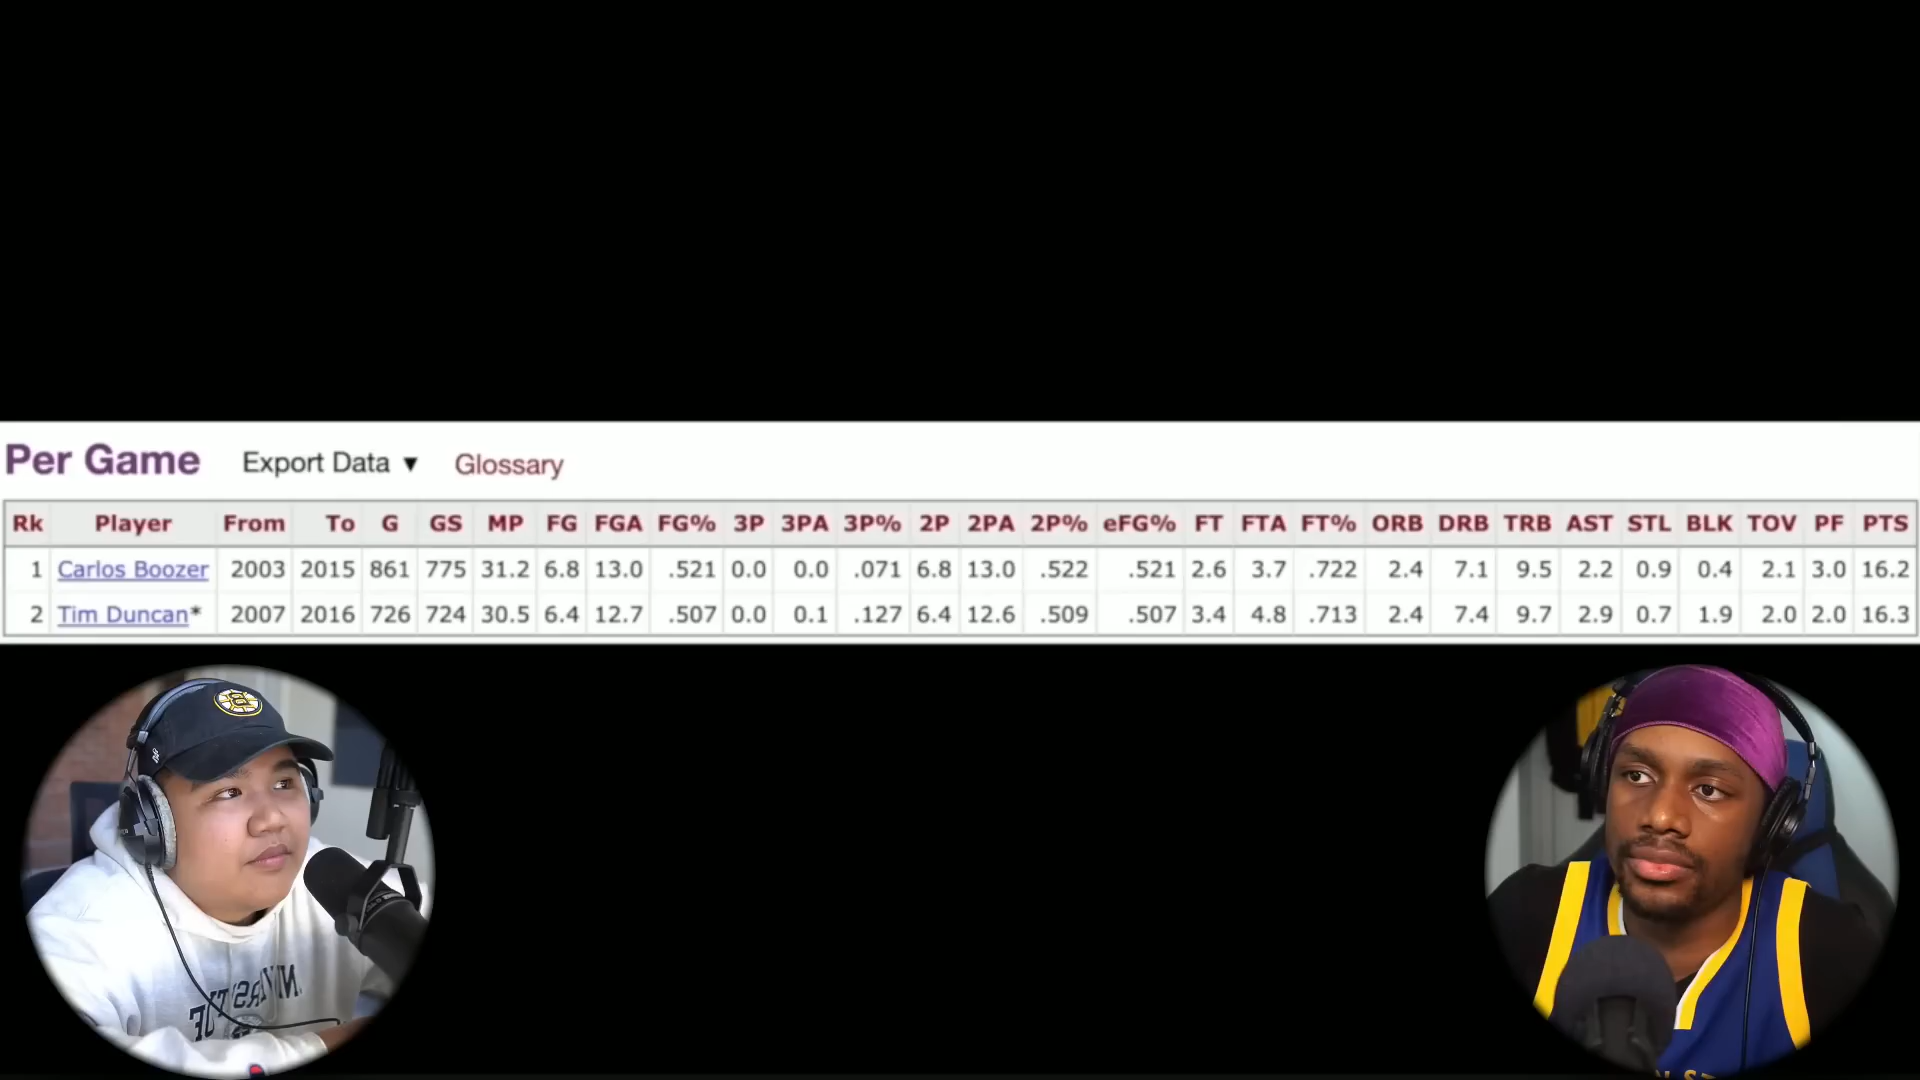 Per Game Export Data ▼ Glossary
Rk Player From To G GS MP FG FGA FG% 3P 3PA 3P% 2P 2PA 2P% eFG% FT FTA FT% ORB DRB TRB AST STL BLK TOV PF PTS
1 Carlos Boozer 2003 2015 861 775 31.2 6.8 13.0 .521 0.0 0.0 .071 6.8 13.0 .522 .521 2.6 3.7 .722 2.4 7.1 9.5 2.2 0.9 0.4 2.1 3.0 16.2
2 Tim Duncan* 2007 2016 726 724 30.5 6.4 12.7 .507 0.0 0.1 .127 6.4 12.6 .509 .507 3.4 4.8 .713 2.4 7.4 9.7 2.9 0.7 1.9 2.0 2.0 16.3
B